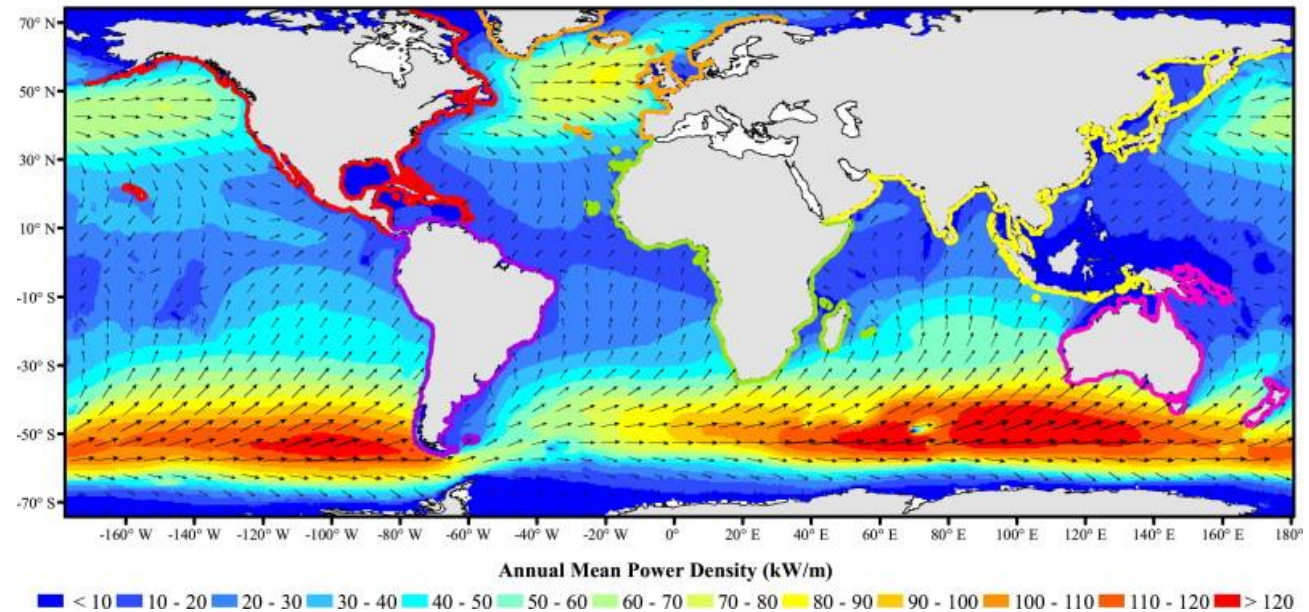 70° N
50° N
30° N
10° N
-10° S
-30° S
-50° S
-70° S
-160° W -140° W -120° W -100° W -80° W -60° W -40° W -20° W 0° 20° E 40° E 60° E 80° E 100° E 120° E 140° E 160° E 180°
Annual Mean Power Density (kW/m)
< 10 10 - 20 20 - 30 30 - 40 40 - 50 50 - 60 60 - 70 70 - 80 80 - 90 90 - 100 100 - 110 110 - 120 > 120